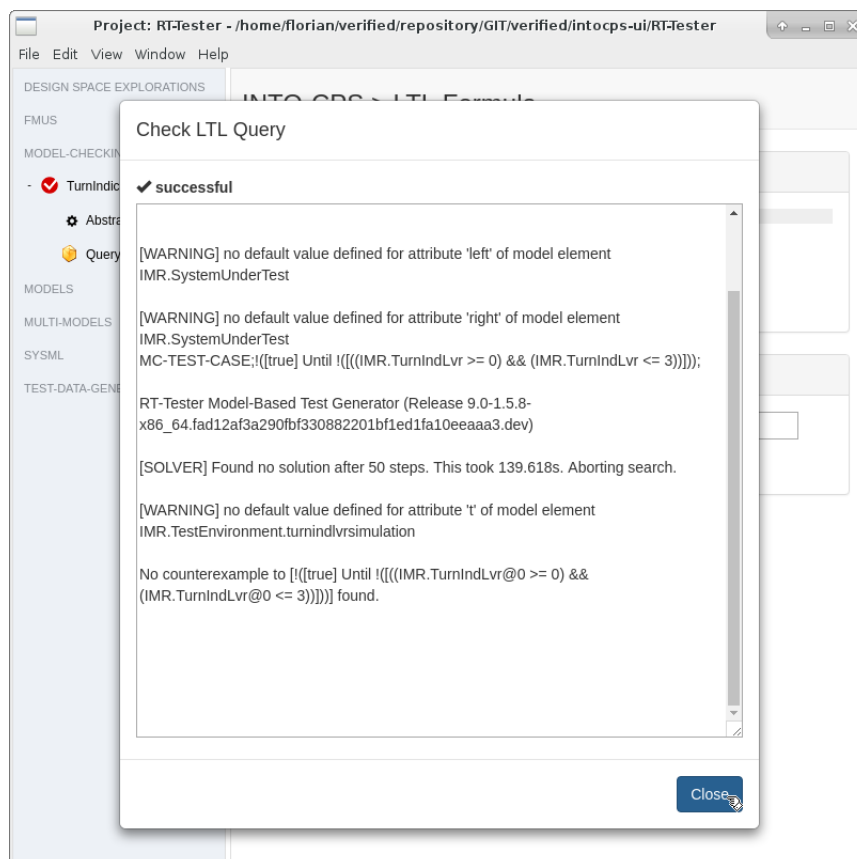 Project: RT-Tester - /home/florian/verified/repository/GIT/verified/intocps-ui/RT-Tester
File Edit View Window Help
DESIGN SPACE EXPLORATIONS
INTO-CPS > LTL Formula
FMUS
MODEL-CHECKIN
- TurnIndic
Abstra
Query
MODELS
MULTI-MODELS
SYSML
TEST-DATA-GENE
Check LTL Query
successful
[WARNING] no default value defined for attribute 'left' of model element
IMR.SystemUnderTest
[WARNING] no default value defined for attribute 'right' of model element
IMR.SystemUnderTest
MC-TEST-CASE;!([true] Until !([((IMR.TurnIndLvr >= 0) && (IMR.TurnIndLvr <= 3))]));
RT-Tester Model-Based Test Generator (Release 9.0-1.5.8-
x86_64.fad12af3a290fbf330882201bf1ed1fa10eeaaa3.dev)
[SOLVER] Found no solution after 50 steps. This took 139.618s. Aborting search.
[WARNING] no default value defined for attribute 't' of model element
IMR.TestEnvironment.turnindlvrsimulation
No counterexample to [!([true] Until !([((IMR.TurnIndLvr@0 >= 0) &&
(IMR.TurnIndLvr@0 <= 3))]))] found.
Close